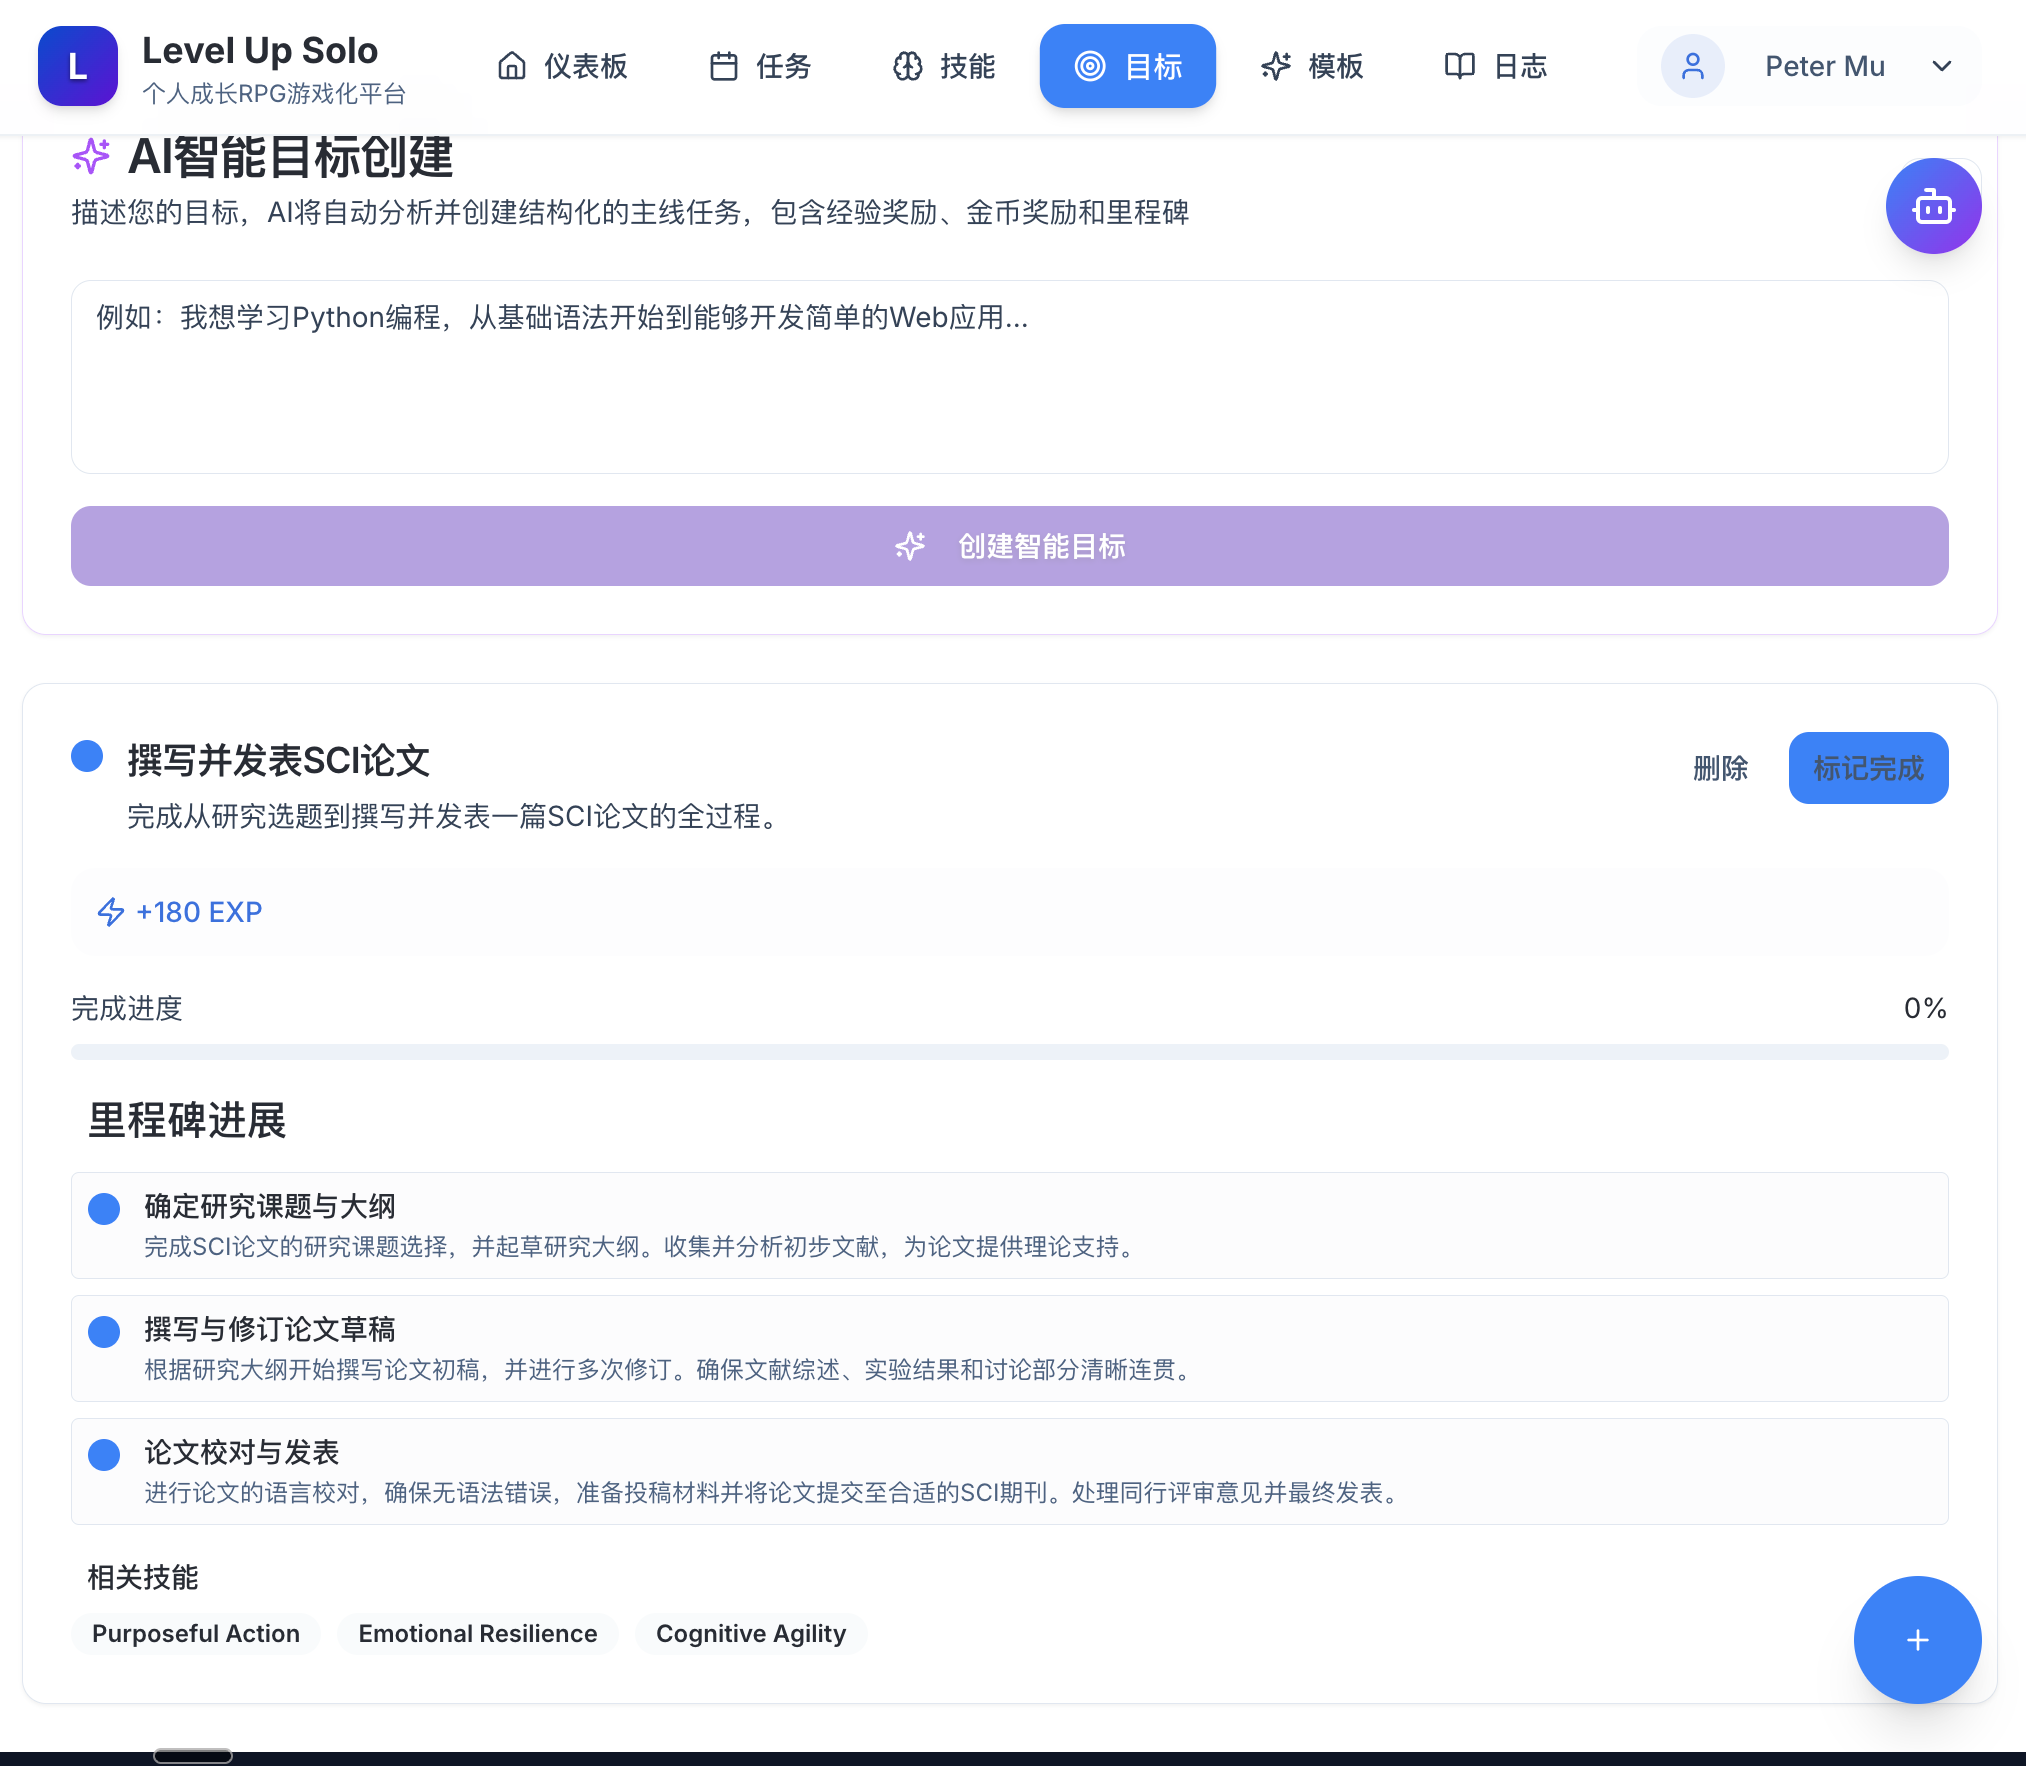 L
Level Up Solo
个人成长RPG游戏化平台
仪表板
任务
技能
目标
模板
日志
Peter Mu
AI智能目标创建
描述您的目标，AI将自动分析并创建结构化的主线任务，包含经验奖励、金币奖励和里程碑
例如：我想学习Python编程，从基础语法开始到能够开发简单的Web应用...
创建智能目标
撰写并发表SCI论文
删除
标记完成
完成从研究选题到撰写并发表一篇SCI论文的全过程。
+180 EXP
完成进度
0%
里程碑进展
确定研究课题与大纲
完成SCI论文的研究课题选择，并起草研究大纲。收集并分析初步文献，为论文提供理论支持。
撰写与修订论文草稿
根据研究大纲开始撰写论文初稿，并进行多次修订。确保文献综述、实验结果和讨论部分清晰连贯。
论文校对与发表
进行论文的语言校对，确保无语法错误，准备投稿材料并将论文提交至合适的SCI期刊。处理同行评审意见并最终发表。
相关技能
Purposeful Action
Emotional Resilience
Cognitive Agility
+